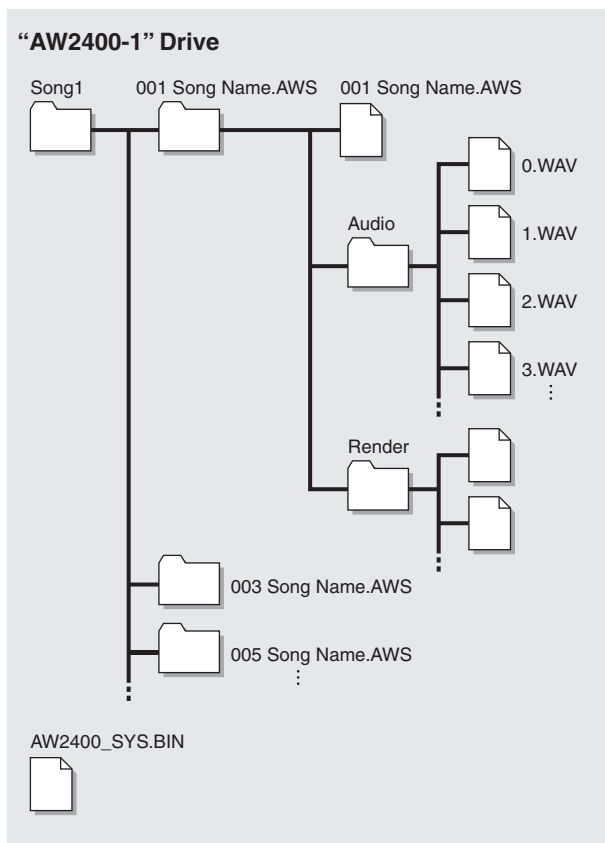 “AW2400-1” Drive
Song1
001 Song Name.AWS
001 Song Name.AWS
0.WAV
Audio
1.WAV
2.WAV
3.WAV
Render
003 Song Name.AWS
005 Song Name.AWS
AW2400_SYS.BIN